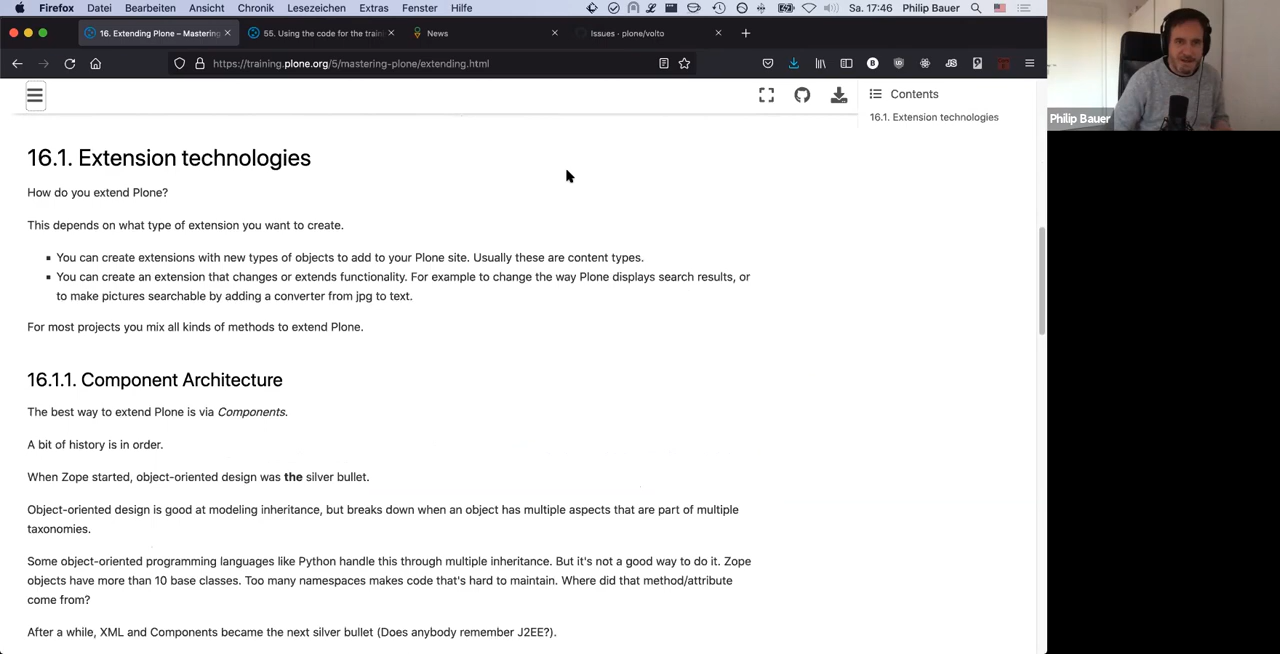 Firefox Datei Bearbeiten Ansicht Chronik Lesezeichen Extras Fenster Hilfe Sa. 17:46 Philip Bauer
16. Extending Plone – Mastering
55. Using the code for the train
News
Issues · plone/volto
https://training.plone.org/5/mastering-plone/extending.html
Contents
16.1. Extension technologies
Philip Bauer
16.1. Extension technologies
How do you extend Plone?
This depends on what type of extension you want to create.
You can create extensions with new types of objects to add to your Plone site. Usually these are content types.
You can create an extension that changes or extends functionality. For example to change the way Plone displays search results, or
to make pictures searchable by adding a converter from jpg to text.
For most projects you mix all kinds of methods to extend Plone.
16.1.1. Component Architecture
The best way to extend Plone is via Components.
A bit of history is in order.
When Zope started, object-oriented design was the silver bullet.
Object-oriented design is good at modeling inheritance, but breaks down when an object has multiple aspects that are part of multiple
taxonomies.
Some object-oriented programming languages like Python handle this through multiple inheritance. But it's not a good way to do it. Zope
objects have more than 10 base classes. Too many namespaces makes code that's hard to maintain. Where did that method/attribute
come from?
After a while, XML and Components became the next silver bullet (Does anybody remember J2EE?).